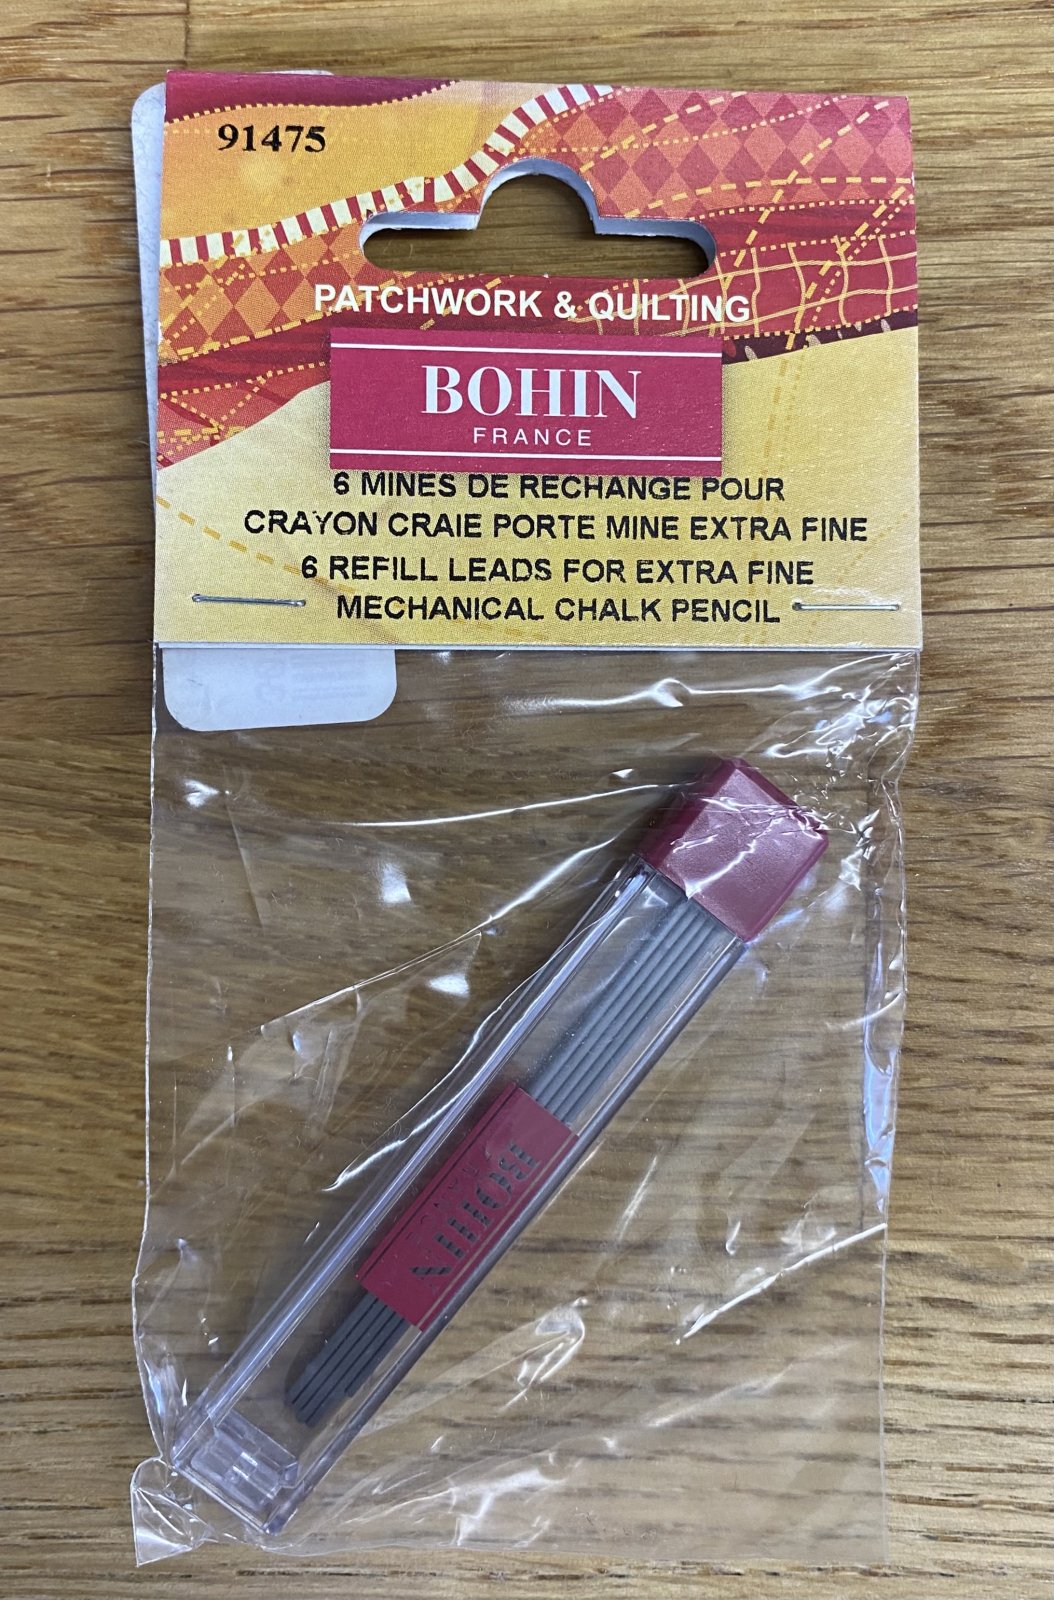 91475
PATCHWORK & QUILTING
BOHIN
FRANCE
6 MINES DE RECHANGE POUR
CRAYON CRAIE PORTE MINE EXTRA FINE
6 REFILL LEADS FOR EXTRA FINE
MECHANICAL CHALK PENCIL
BOHIN